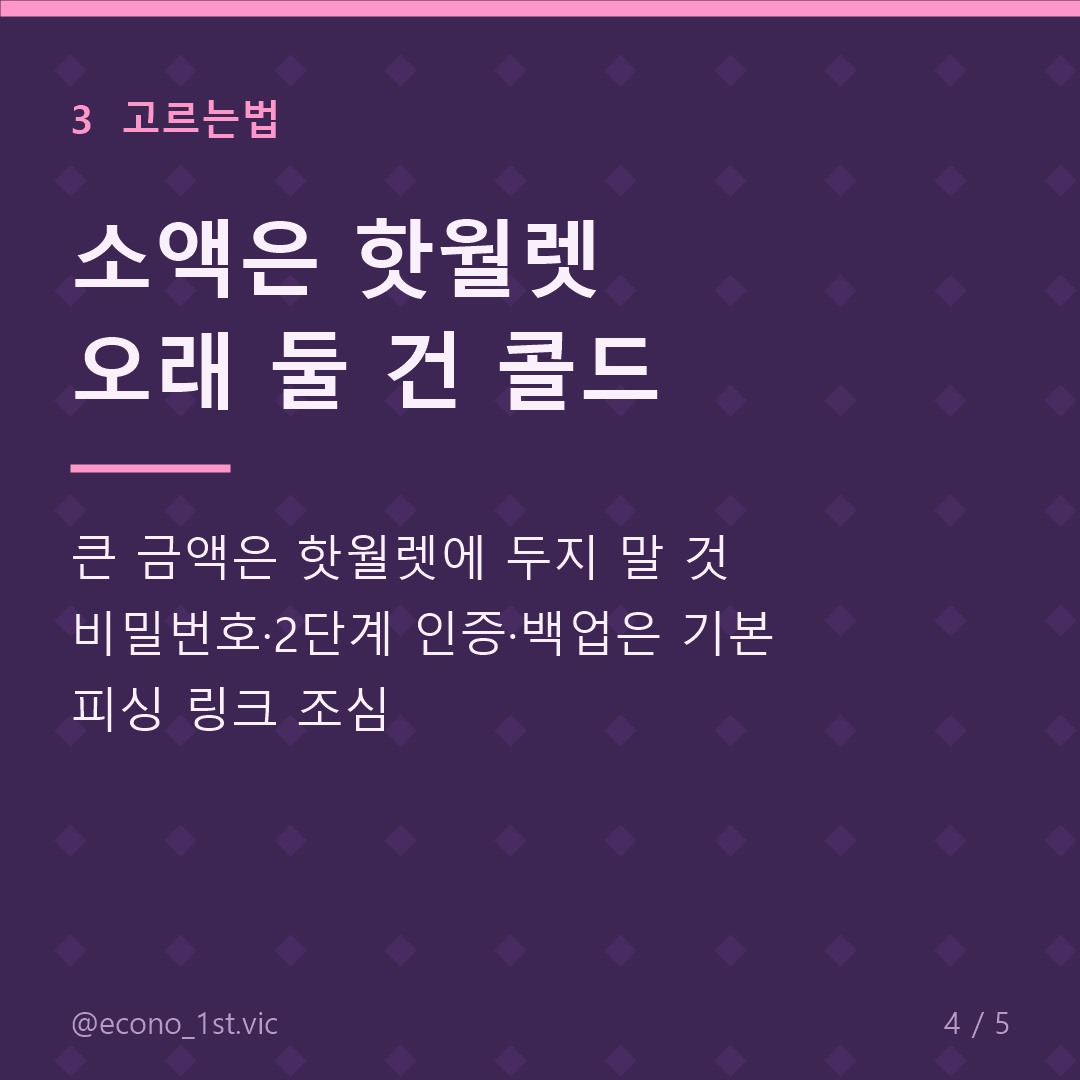 3 고르는법
소액은 핫월렛
오래 둘 건 콜드
큰 금액은 핫월렛에 두지 말 것
비밀번호·2단계 인증·백업은 기본
피싱 링크 조심
@econo_1st.vic
4 / 5